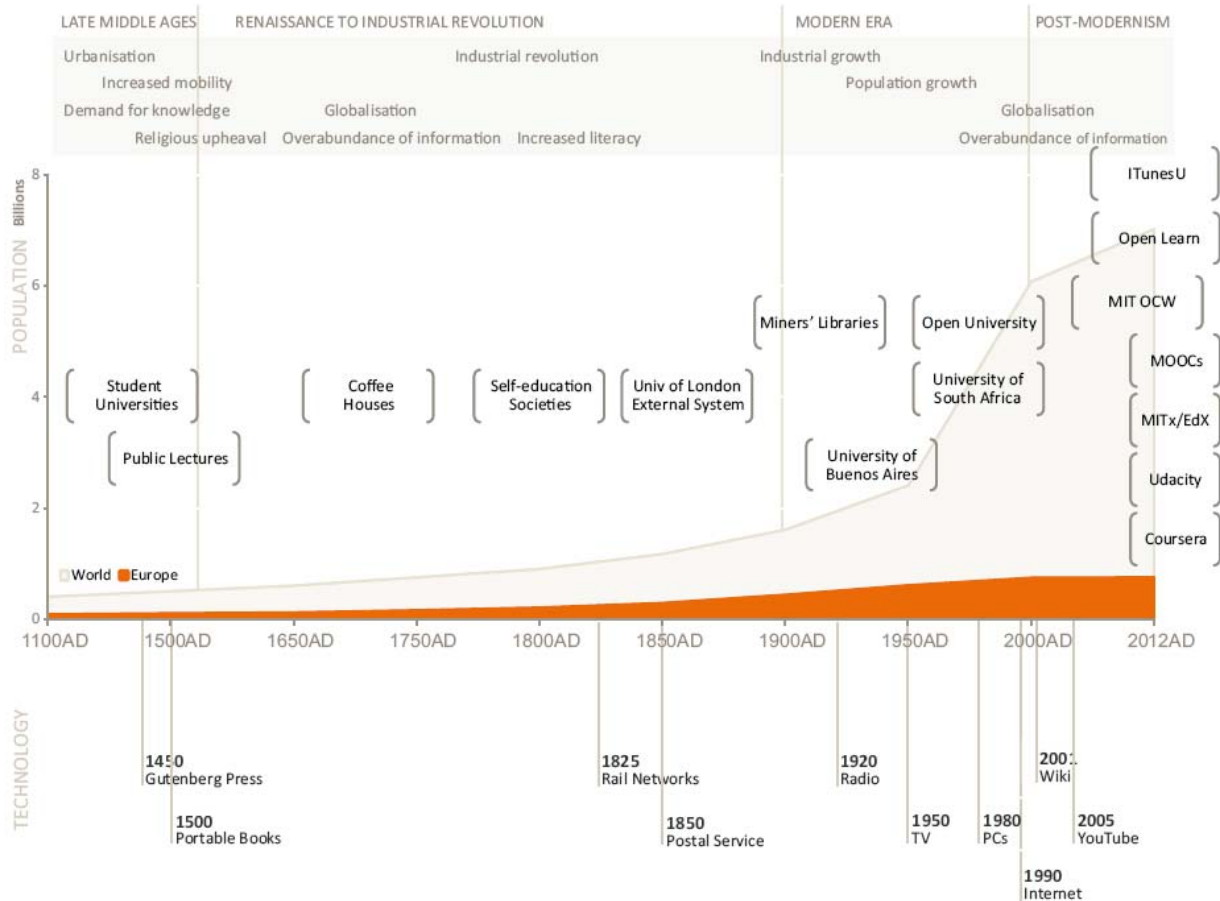 LATE MIDDLE AGES RENAISSANCE TO INDUSTRIAL REVOLUTION MODERN ERA POST-MODERNISM
Urbanisation Industrial revolution Industrial growth
Increased mobility Population growth
Demand for knowledge Globalisation Globalisation
Religious upheaval Overabundance of information Increased literacy Overabundance of information
POPULATION Billions
8
6
4
2
0
ITunesU
Open Learn
MIT OCW
Miners' Libraries
Open University
MOOCs
Student
Universities
Coffee
Houses
Self-education
Societies
Univ of London
External System
University of
South Africa
MITx/EdX
Public Lectures
University of
Buenos Aires
Udacity
Coursera
World Europe
1100AD 1500AD 1650AD 1750AD 1800AD 1850AD 1900AD 1950AD 2000AD 2012AD
TECHNOLOGY
1450
Gutenberg Press
1825
Rail Networks
1920
Radio
2001
Wiki
1500
Portable Books
1850
Postal Service
1950
TV
1980
PCs
2005
YouTube
1990
Internet